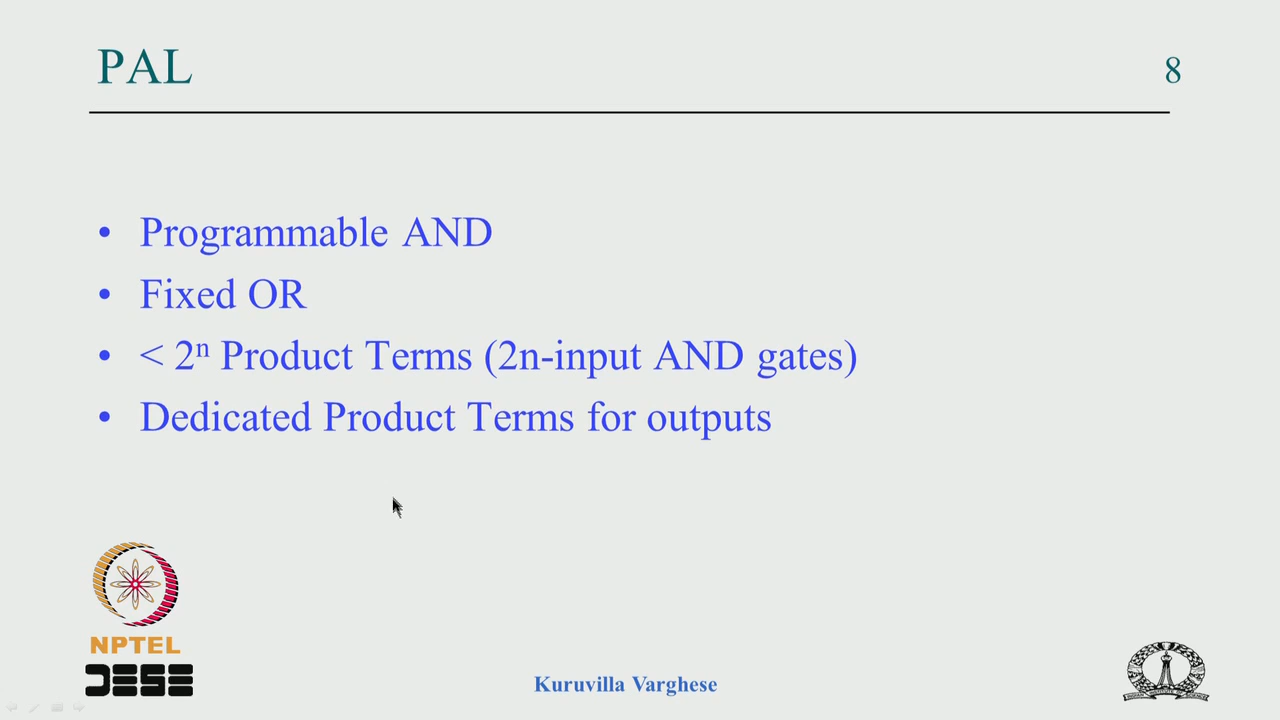 PAL
8
• Programmable AND
• Fixed OR
• < 2ⁿ Product Terms (2n-input AND gates)
• Dedicated Product Terms for outputs
NPTEL
DESE
Kuruvilla Varghese